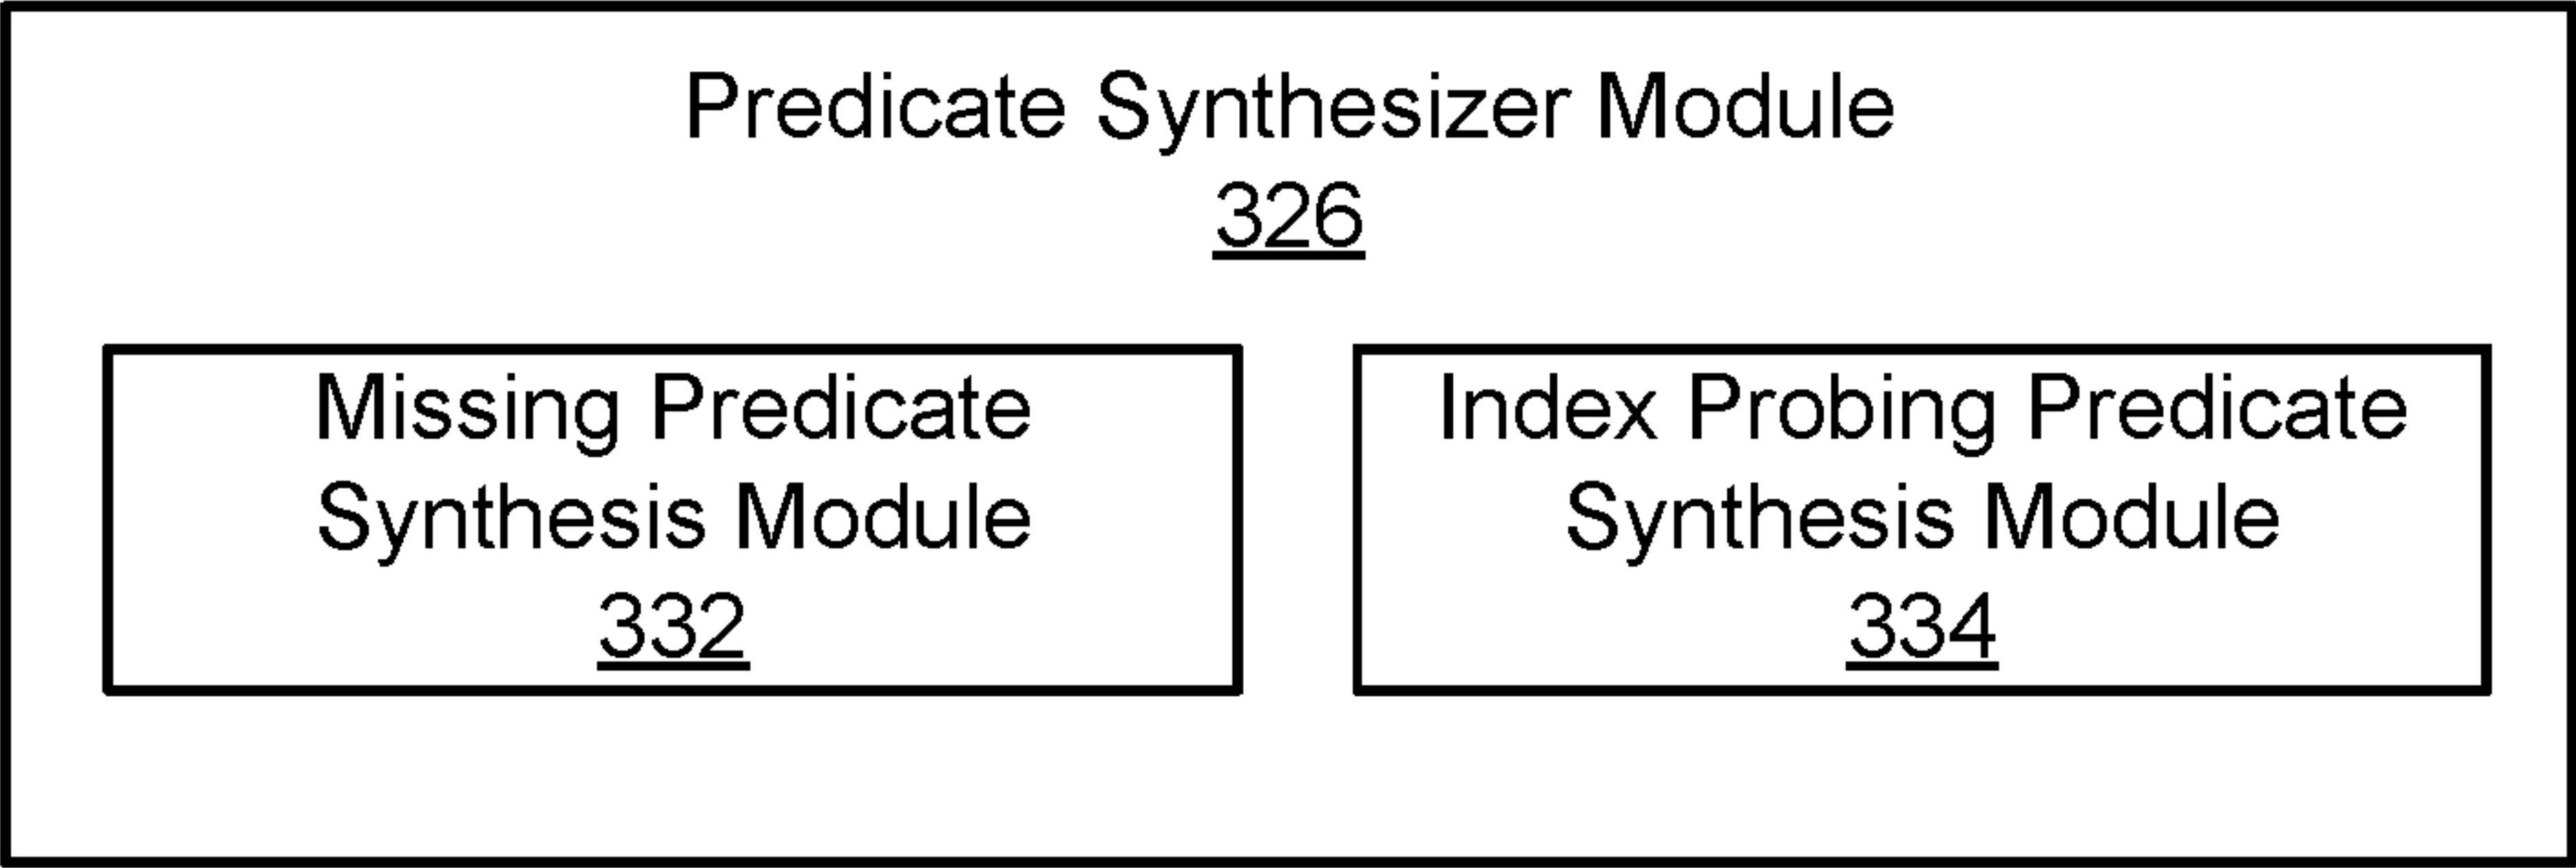 Predicate Synthesizer Module
326
Missing Predicate
Synthesis Module
332
Index Probing Predicate
Synthesis Module
334